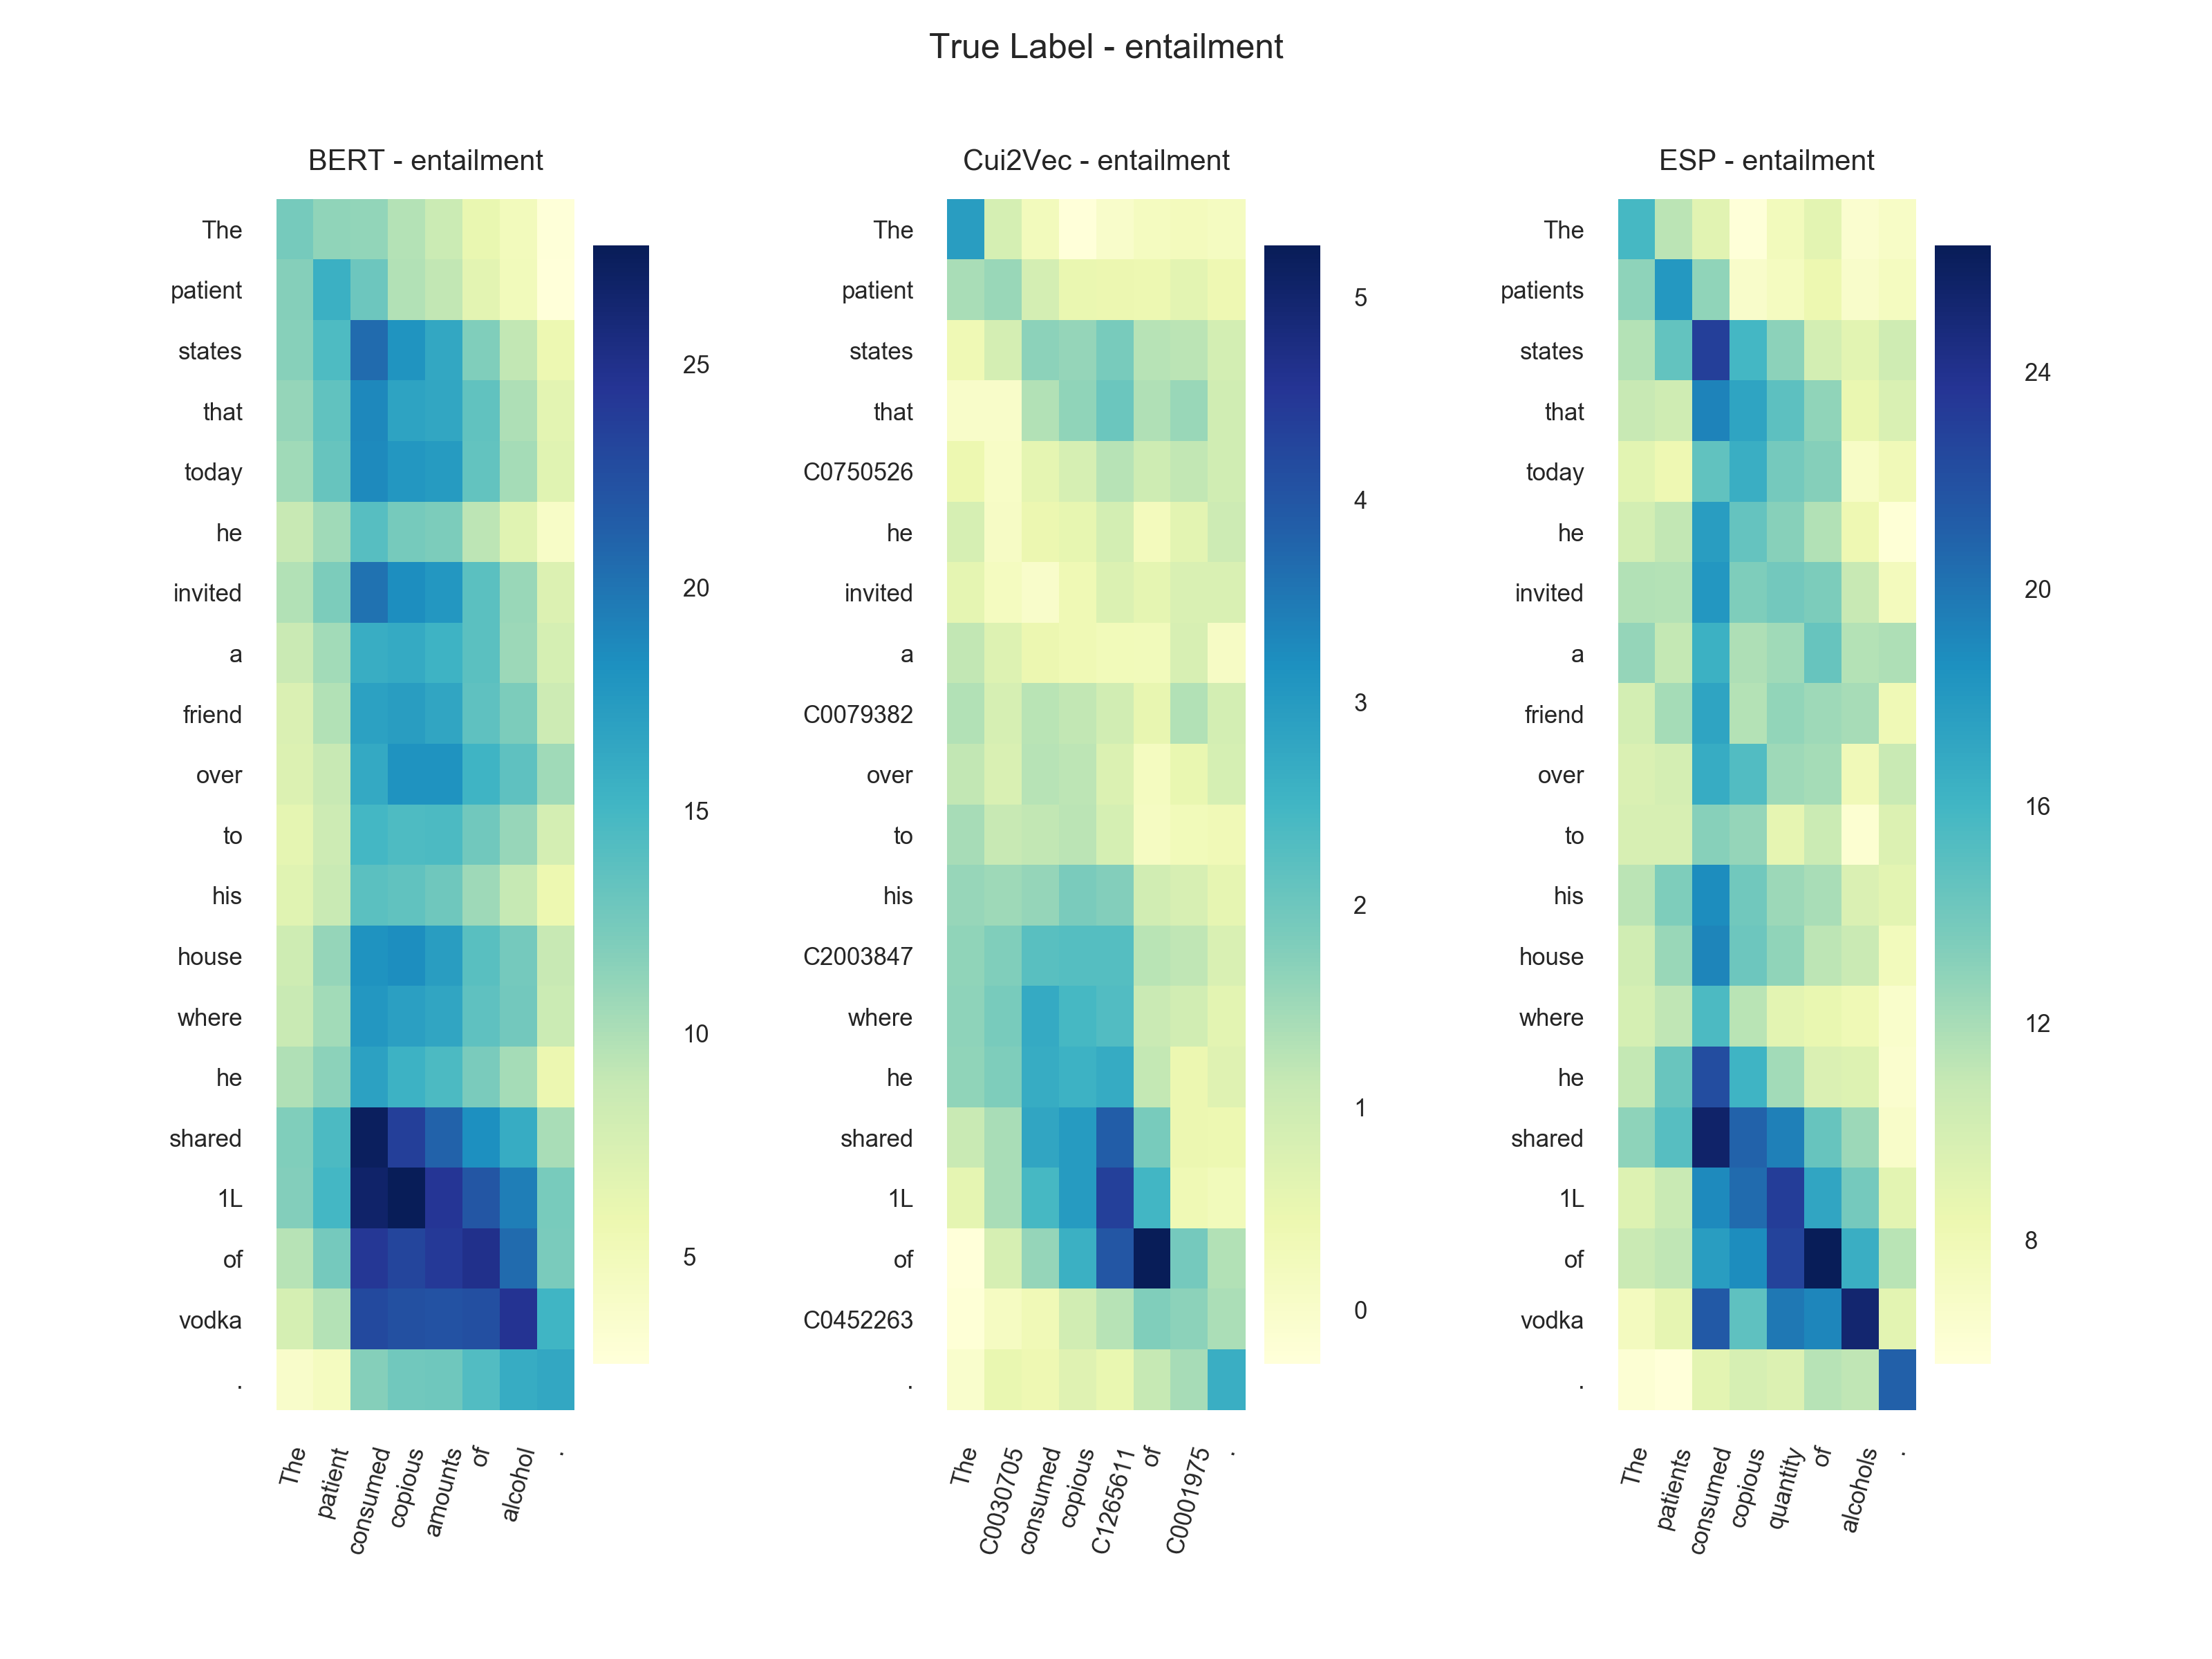 True Label - entailment
BERT - entailment
The
patient
states
that
today
he
invited
a
friend
over
to
his
house
where
he
shared
1L
of
vodka
.
The
patient
consumed
copious
amounts
of
alcohol
.
25
20
15
10
5
Cui2Vec - entailment
The
patient
states
that
C0750526
he
invited
a
C0079382
over
to
his
C2003847
where
he
shared
1L
of
C0452263
.
The
C0030705
consumed
copious
C1265611
of
C0001975
.
5
4
3
2
1
0
ESP - entailment
The
patients
states
that
today
he
invited
a
friend
over
to
his
house
where
he
shared
1L
of
vodka
.
The
patients
consumed
copious
quantity
of
alcohols
.
24
20
16
12
8